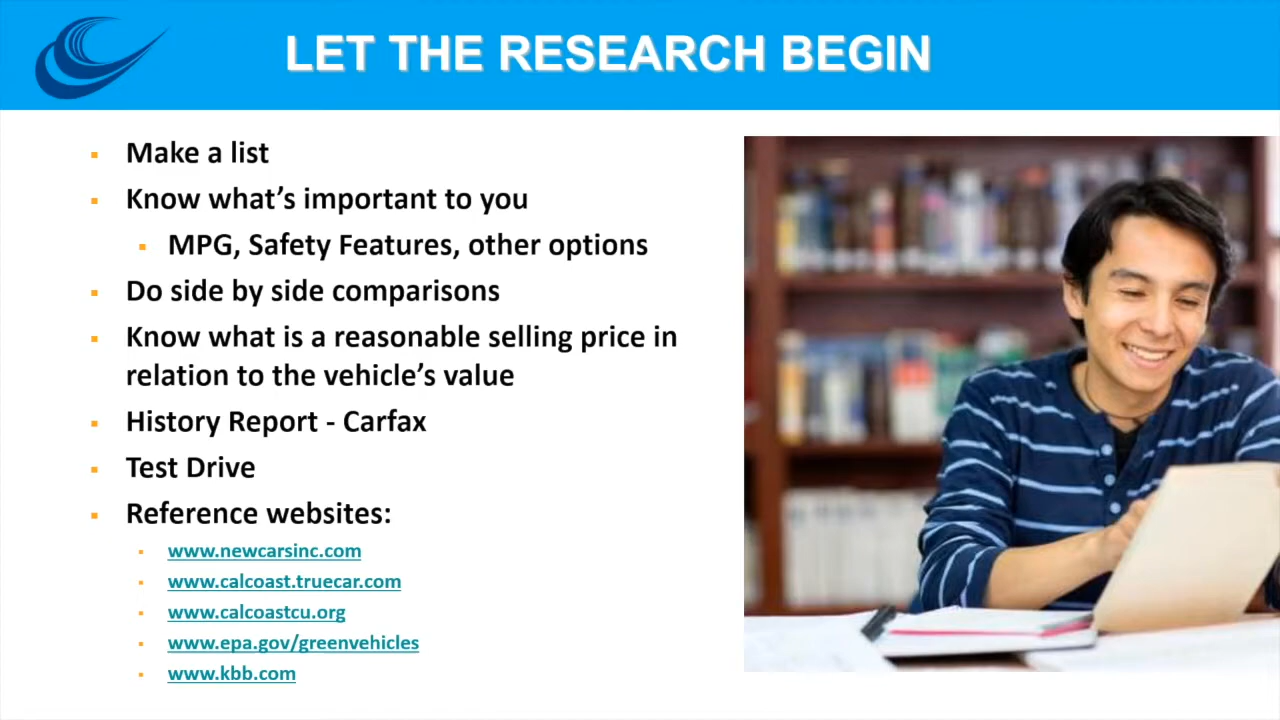 LET THE RESEARCH BEGIN
Make a list
Know what’s important to you
MPG, Safety Features, other options
Do side by side comparisons
Know what is a reasonable selling price in
relation to the vehicle’s value
History Report - Carfax
Test Drive
Reference websites:
www.newcarsinc.com
www.calcoast.truecar.com
www.calcoastcu.org
www.epa.gov/greenvehicles
www.kbb.com